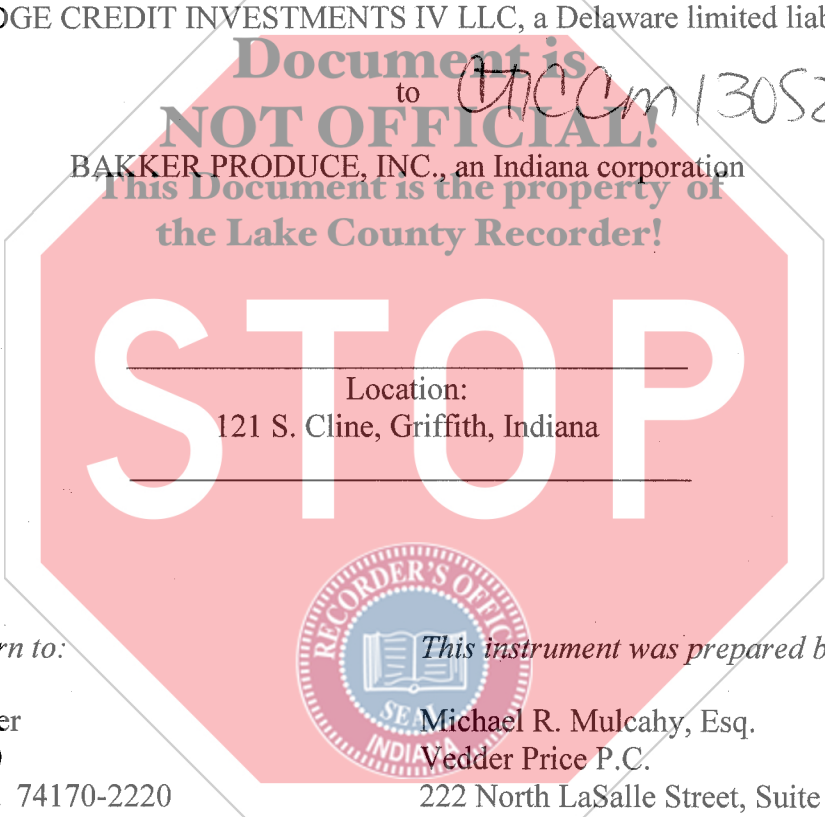 OGE CREDIT INVESTMENTS IV LLC, a Delaware limited liab
Document is
to
NOT OFFICIAL!
BAKKER PRODUCE, INC., an Indiana corporation
This Document is the property of
the Lake County Recorder!
STOP
Location:
121 S. Cline, Griffith, Indiana
RECORDER'S OFFICE
SEAL
INDIANA
rn to:
This instrument was prepared b
er
Michael R. Mulcahy, Esq.
Vedder Price P.C.
74170-2220
222 North LaSalle Street, Suite